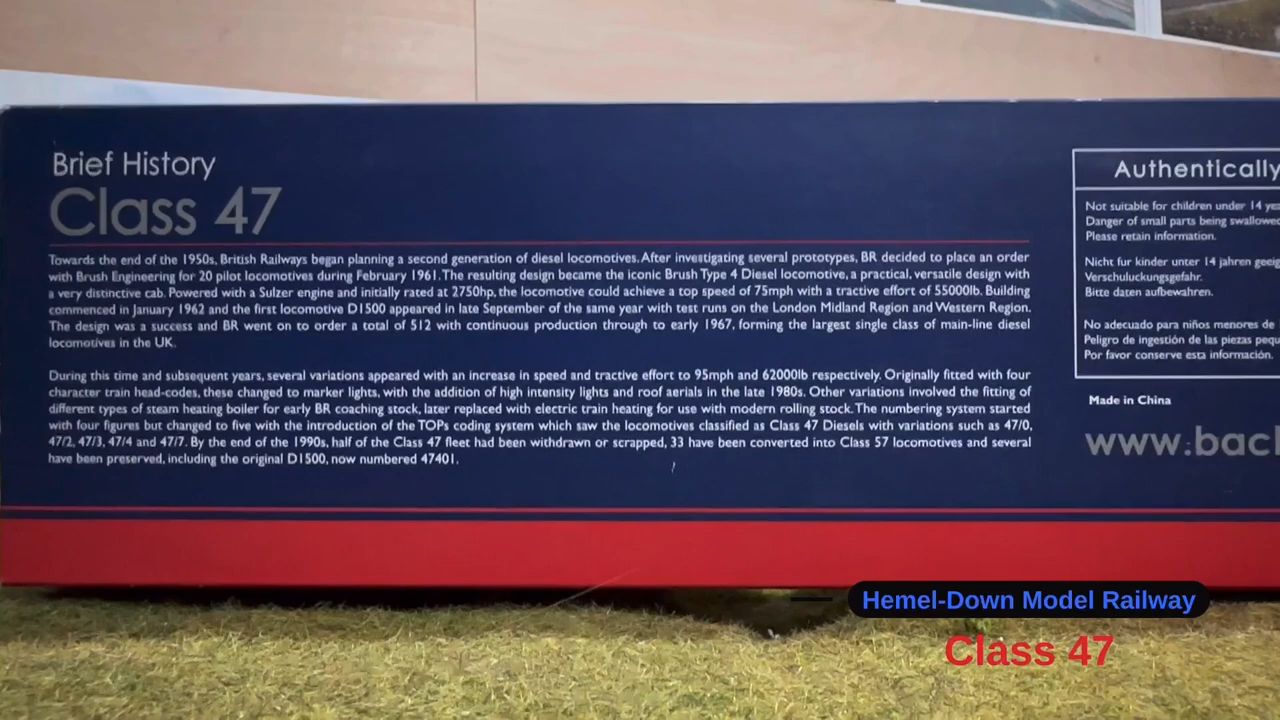 Brief History
Class 47
Towards the end of the 1950s, British Railways began planning a second generation of diesel locomotives. After investigating several prototypes, BR decided to place an order
with Brush Engineering for 20 pilot locomotives during February 1961. The resulting design became the iconic Brush Type 4 Diesel locomotive, a practical, versatile design with
a very distinctive cab. Powered with a Sulzer engine and initially rated at 2750hp, the locomotive could achieve a top speed of 75mph with a tractive effort of 55000lb. Building
commenced in January 1962 and the first locomotive D1500 appeared in late September of the same year with test runs on the London Midland Region and Western Region.
The design was a success and BR went on to order a total of 512 with continuous production through to early 1967, forming the largest single class of main-line diesel
locomotives in the UK.
During this time and subsequent years, several variations appeared with an increase in speed and tractive effort to 95mph and 62000lb respectively. Originally fitted with four
character train head-codes, these changed to marker lights, with the addition of high intensity lights and roof aerials in the late 1980s. Other variations involved the fitting of
different types of steam heating boiler for early BR coaching stock, later replaced with electric train heating for use with modern rolling stock. The numbering system started
with four figures but changed to five with the introduction of the TOPs coding system which saw the locomotives classified as Class 47 Diesels with variations such as 47/0,
47/2, 47/3, 47/4 and 47/7. By the end of the 1990s, half of the Class 47 fleet had been withdrawn or scrapped, 33 have been converted into Class 57 locomotives and several
have been preserved, including the original D1500, now numbered 47401.
Authentically
Not suitable for children under 14
Danger of small parts being swallowed
Please retain information.
Nicht fur kinder unter 14 jahren
Verschuluckungsgefahr.
Bitte daten aufbewahren.
No adecuado para niños menores de
Peligro de ingestión de las piezas
Por favor conserve esta información.
Made in China
www.bac
Hemel-Down Model Railway
Class 47